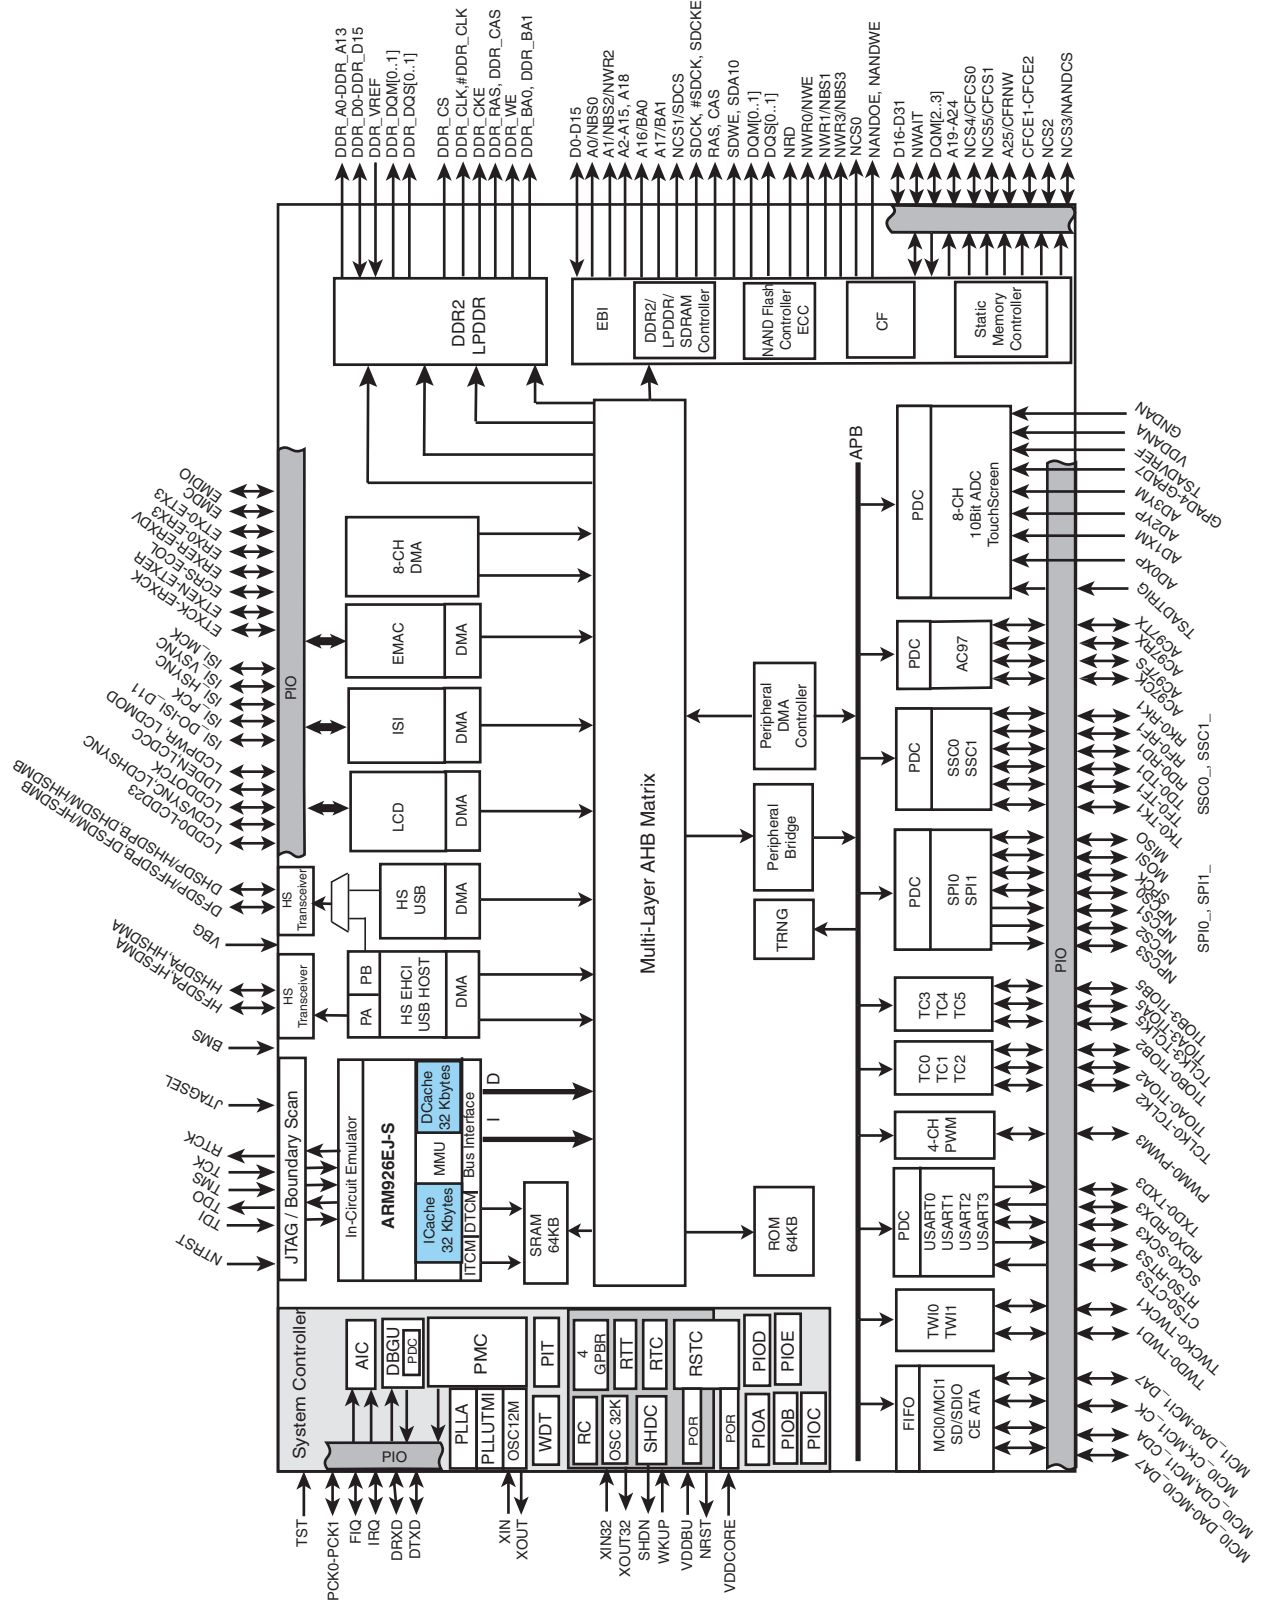 DDR_A0-DDR_A13
DDR_D0-DDR_D15
DDR_VREF
DDR_DQM[0..1]
DDR_DQS[0..1]
DDR_CS
DDR_CLK,#DDR_CLK
DDR_CKE
DDR_RAS, DDR_CAS
DDR_WE
DDR_BA0, DDR_BA1
D0-D15
A0/NBS0
A1/NBS2/NWR2
A2-A15, A18
A16/BA0
A17/BA1
NCS1/SDCS
SDCK, #SDCK, SDCKE
RAS, CAS
SDWE, SDA10
DQM[0..1]
DQS[0..1]
NRD
NWR0/NWE
NWR1/NBS1
NWR3/NBS3
NCS0
NANDOE, NANDWE
D16-D31
NWAIT
DQM[2..3]
A19-A24
NCS4/CFCS0
NCS5/CFCS1
A25/CFRNW
CFCE1-CFCE2
NCS2
NCS3/NANDCS
DDR2
LPDDR
EBI
DDR2/
LPDDR/
SDRAM
Controller
NAND Flash
Controller
ECC
CF
Static
Memory
Controller
EMDIO
EMDC
ETX0-ETX3
ERX0-ERX3
ERXER-ERXDV
ECRS-ECOL
ETXEN-ETXER
ETXCK-ERXCK
ISI_MCK
ISI_VSYNC
ISI_HSYNC
ISI_PCK
ISI_DO-ISI_D11
LCDPWR, LCDMOD
LCDDEN,LCDCC
LCDDOTCK
LCDVSYNC,LCDHSYNC
LCDD0-LCDD23
DHSDP/HHSDPB,DHSDM/HHSDMB
DFSDP/HFSDPB,DFSDM/HFSDMB
VBG
HHSDPA,HHSDMA
HFSDPA,HFSDMA
BMS
JTAGSEL
RTCK
TCK
TMS
TDO
TDI
NTRST
PIO
8-CH
DMA
EMAC
DMA
ISI
DMA
LCD
DMA
HS
Transceiver
HS
USB
DMA
HS
Transceiver
PA
PB
HS EHCI
USB HOST
DMA
JTAG / Boundary Scan
In-Circuit Emulator
ARM926EJ-S
ICache
32 Kbytes
MMU
DCache
32 Kbytes
ITCM
DTCM
Bus Interface
I
D
SRAM
64KB
Multi-Layer AHB Matrix
ROM
64KB
TRNG
Peripheral
Bridge
Peripheral
DMA
Controller
APB
PDC
8-CH
10Bit ADC
TouchScreen
PDC
AC97
PDC
SSC0
SSC1
PDC
SPI0
SPI1
TC3
TC4
TC5
TC0
TC1
TC2
4-CH
PWM
PDC
USART0
USART1
USART2
USART3
TWI0
TWI1
FIFO
MCI0/MCI1
SD/SDIO
CE ATA
PIO
GNDAN
VDDANA
TSADVREF
GPAD4-GPAD7
AD3YM
AD2YP
AD1XM
AD0XP
TSADTRIG
AC97TX
AC97RX
AC97FS
AC97CK
RK0-RK1
RF0-RF1
RD0-RD1
TD0-TD1
TF0-TF1
TK0-TK1
SSC0_, SSC1_
MISO
MOSI
SPCK
NPCS0
NPCS1
NPCS2
NPCS3
SPI0_, SPI1_
TIOB3-TIOB5
TIOA3-TIOA5
TCLK3-TCLK5
TIOB0-TIOB2
TIOA0-TIOA2
TCLK0-TCLK2
PWM0-PWM3
TXD0-TXD3
RDX0-RDX3
SCK0-SCK3
RTS0-RTS3
CTS0-CTS3
TWCK0-TWCK1
TWD0-TWD1
MCI1_DA0-MCI1_DA7
MCI0_CK,MCI1_CK
MCI0_CDA,MCI1_CDA
MCI0_DA0-MCI0_DA7
System Controller
AIC
DBGU
PDC
PIO
PMC
PLLA
PLLUTMI
OSC12M
PIT
WDT
4
GPBR
RTT
RTC
RSTC
RC
OSC 32K
SHDC
POR
POR
PIOD
PIOE
PIOA
PIOB
PIOC
TST
PCK0-PCK1
FIQ
IRQ
DRXD
DTXD
XIN
XOUT
XIN32
XOUT32
SHDN
WKUP
VDDBU
NRST
VDDCORE